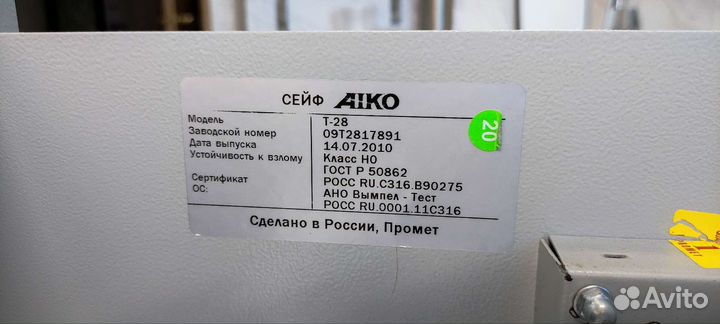 СЕЙФ AIKO
Модель T-28
Заводской номер 09T2817891
Дата выпуска 14.07.2010
Устойчивость к взлому Класс H0
ГОСТ Р 50862
Сертификат РОСС RU.C316.B90275
ОС: АНО Вымпел - Тест
РОСС RU.0001.11C316
Сделано в России, Промет
20
Avito